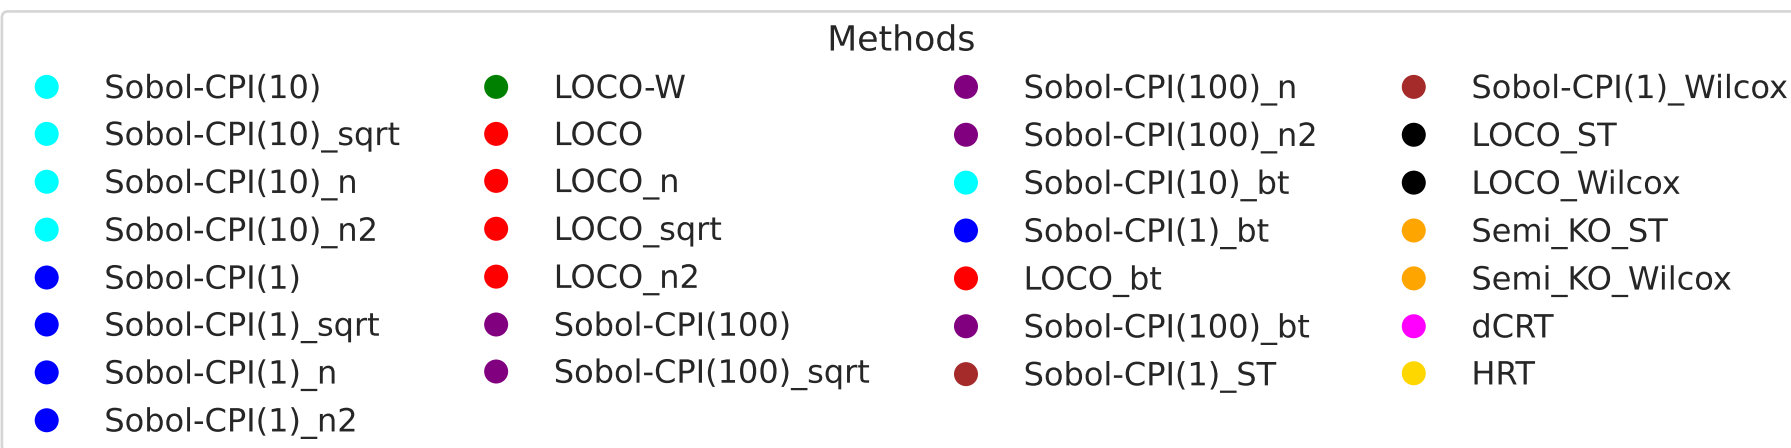 Methods
Sobol-CPI(10)
Sobol-CPI(10)_sqrt
Sobol-CPI(10)_n
Sobol-CPI(10)_n2
Sobol-CPI(1)
Sobol-CPI(1)_sqrt
Sobol-CPI(1)_n
Sobol-CPI(1)_n2
LOCO-W
LOCO
LOCO_n
LOCO_sqrt
LOCO_n2
Sobol-CPI(100)
Sobol-CPI(100)_sqrt
Sobol-CPI(100)_n
Sobol-CPI(100)_n2
Sobol-CPI(10)_bt
Sobol-CPI(1)_bt
LOCO_bt
Sobol-CPI(100)_bt
Sobol-CPI(1)_ST
Sobol-CPI(1)_Wilcox
LOCO_ST
LOCO_Wilcox
Semi_KO_ST
Semi_KO_Wilcox
dCRT
HRT